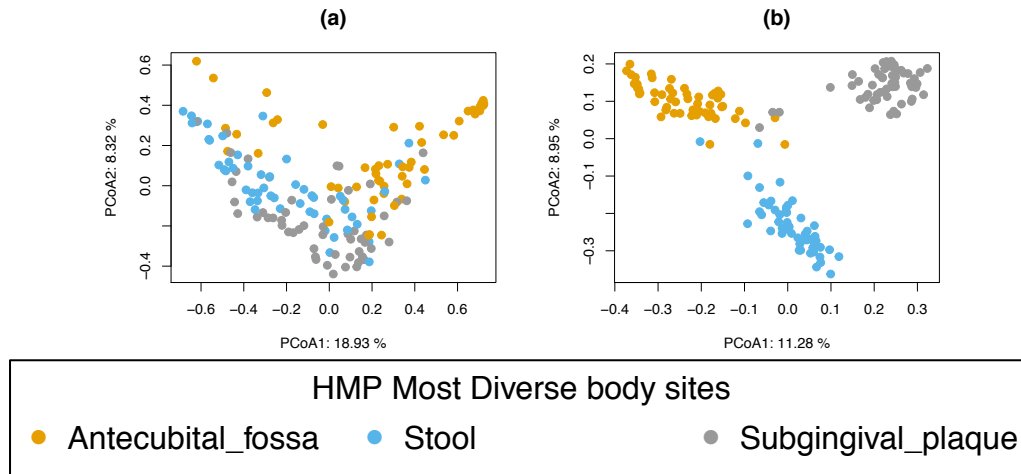 (a)
(b)
PCoA2: 8.32 %
0.6
0.4
0.2
0.0
−0.4
−0.6
−0.4
−0.2
0.0
0.2
0.4
0.6
PCoA1: 18.93 %
PCoA2: 8.95 %
0.2
0.1
0.0
−0.1
−0.3
−0.4
−0.3
−0.2
−0.1
0.0
0.1
0.2
0.3
PCoA1: 11.28 %
HMP Most Diverse body sites
Antecubital_fossa
Stool
Subgingival_plaque